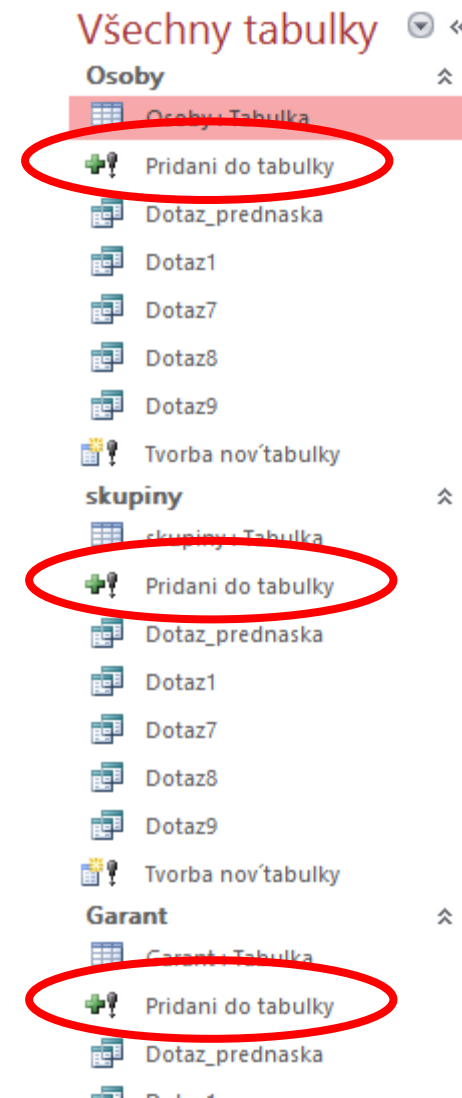 Všechny tabulky
Osoby
Osoby : Tabulka
Pridani do tabulky
Dotaz_prednaska
Dotaz1
Dotaz7
Dotaz8
Dotaz9
Tvorba nov´tabulky
skupiny
skupiny : Tabulka
Pridani do tabulky
Dotaz_prednaska
Dotaz1
Dotaz7
Dotaz8
Dotaz9
Tvorba nov´tabulky
Garant
Garant : Tabulka
Pridani do tabulky
Dotaz_prednaska